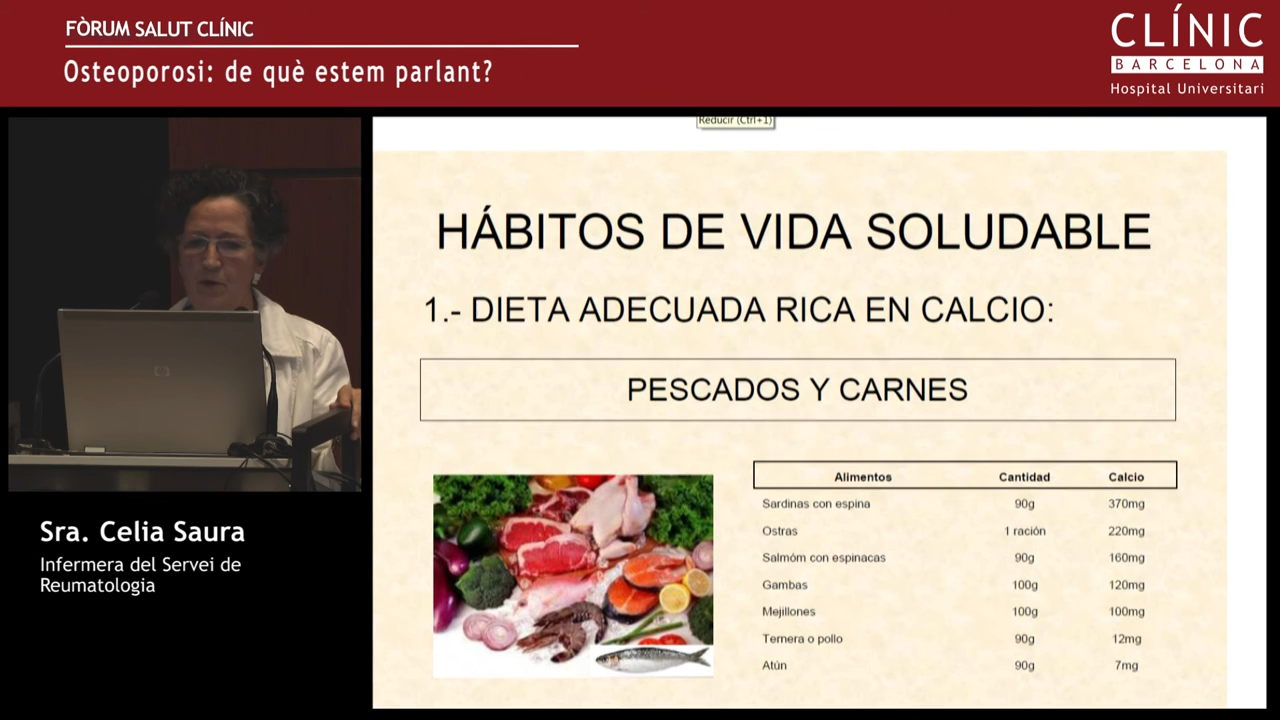 FÒRUM SALUT CLÍNIC
Osteoporosi: de què estem parlant?
CLÍNIC
BARCELONA
Hospital Universitari
Reducir (Ctrl+1)
HÁBITOS DE VIDA SOLUDABLE
1.- DIETA ADECUADA RICA EN CALCIO:
PESCADOS Y CARNES
Alimentos Cantidad Calcio
Sardinas con espina 90g 370mg
Ostras 1 ración 220mg
Salmóm con espinacas 90g 160mg
Gambas 100g 120mg
Mejillones 100g 100mg
Ternera o pollo 90g 12mg
Atún 90g 7mg
hp
Sra. Celia Saura
Infermera del Servei de
Reumatologia